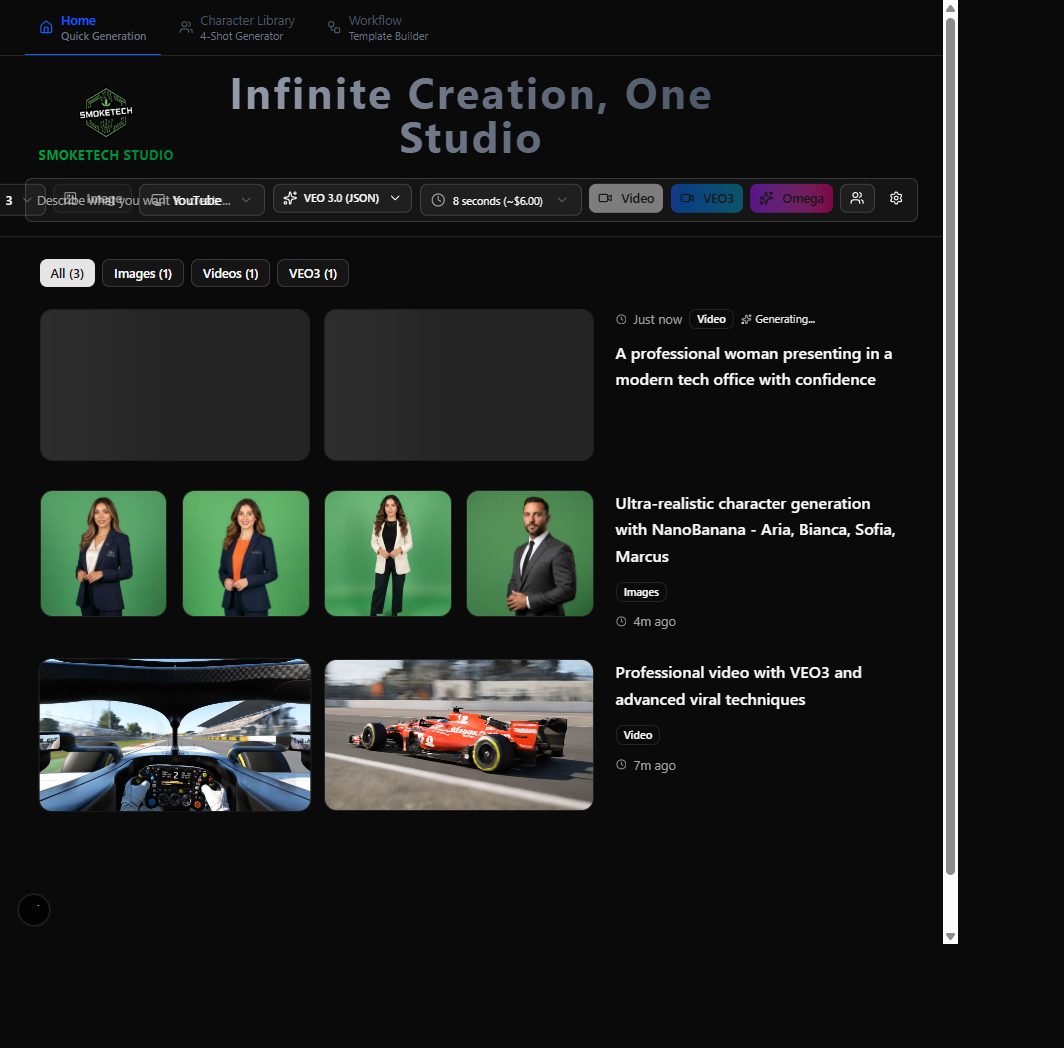 Home
Quick Generation
Character Library
4-Shot Generator
Workflow
Template Builder
SMOKETECH
SMOKETECH STUDIO
Infinite Creation, One
Studio
3
Image
Describe what you want
YouTube...
VEO 3.0 (JSON)
8 seconds (~$6.00)
Video
VEO3
Omega
All (3)
Images (1)
Videos (1)
VEO3 (1)
Just now
Video
Generating...
A professional woman presenting in a
modern tech office with confidence
Ultra-realistic character generation
with NanoBanana - Aria, Bianca, Sofia,
Marcus
Images
4m ago
2
Professional video with VEO3 and
advanced viral techniques
Video
7m ago